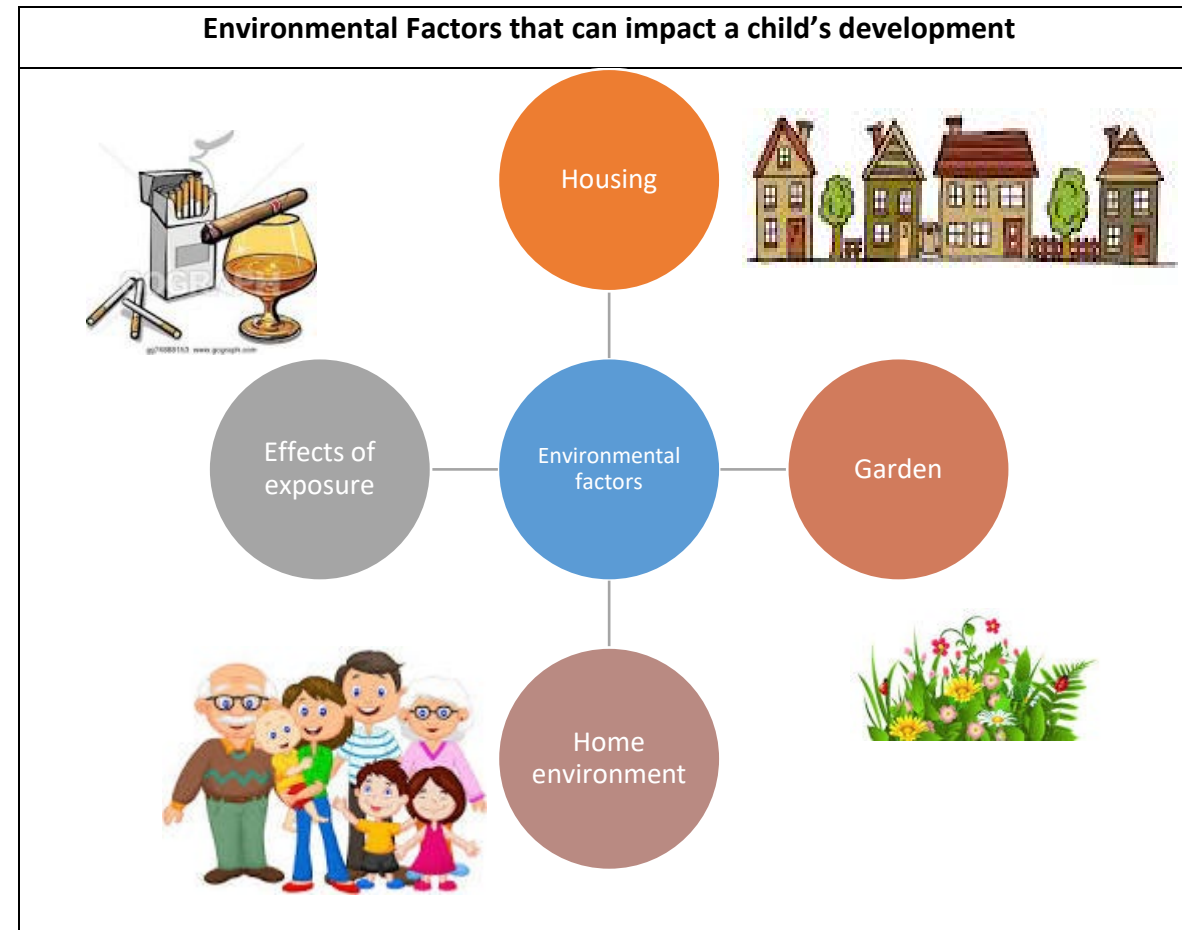 Environmental Factors that can impact a child’s development
Housing
Effects of
exposure
Environmental
factors
Garden
Home
environment